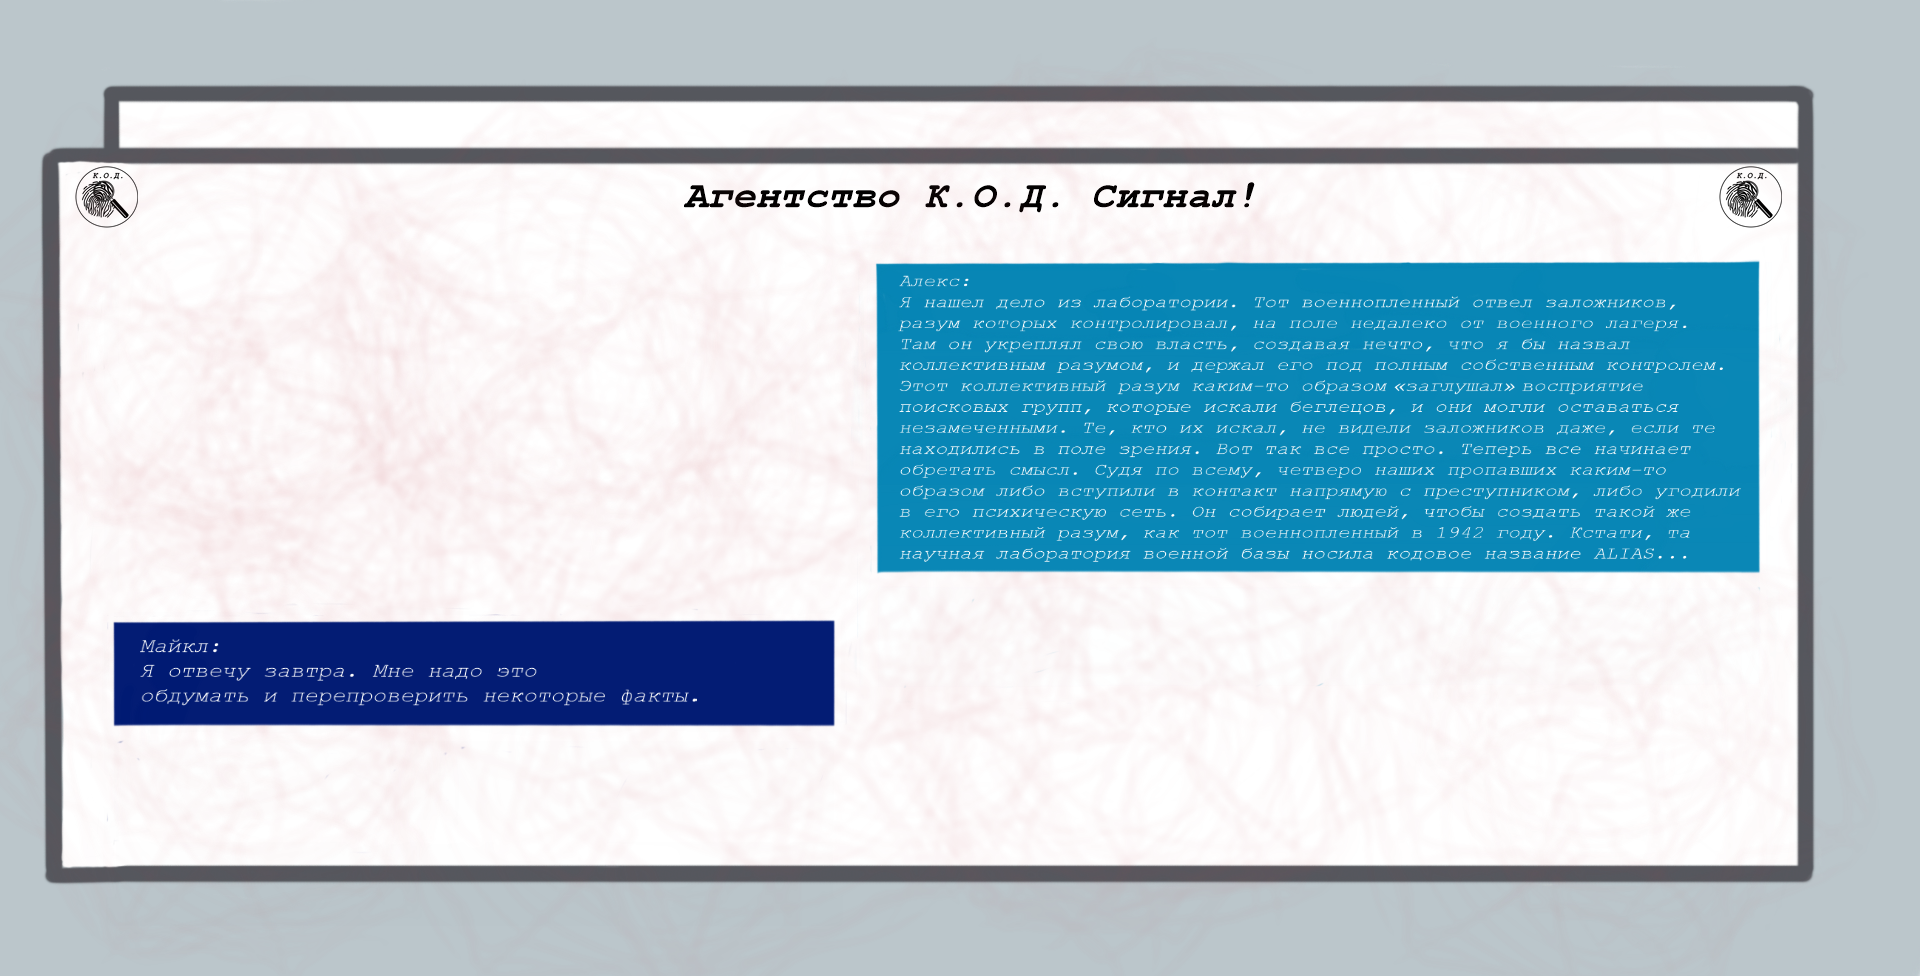 К.О.Д.
Агентство К.О.Д. Сигнал!
К.О.Д.
Алекс:
Я нашел дело из лаборатории. Тот военнопленный отвел заложников,
разум которых контролировал, на поле недалеко от военного лагеря.
Там он укреплял свою власть, создавая нечто, что я бы назвал
коллективным разумом, и держал его под полным собственным контролем.
Этот коллективный разум каким-то образом «заглушал» восприятие
поисковых групп, которые искали беглецов, и они могли оставаться
незамеченными. Те, кто их искал, не видели заложников даже, если те
находились в поле зрения. Вот так все просто. Теперь все начинает
обретать смысл. Судя по всему, четверо наших пропавших каким-то
образом либо вступили в контакт напрямую с преступником, либо угодили
в его психическую сеть. Он собирает людей, чтобы создать такой же
коллективный разум, как тот военнопленный в 1942 году. Кстати, та
научная лаборатория военной базы носила кодовое название ALIAS...
Майкл:
Я отвечу завтра. Мне надо это
обдумать и перепроверить некоторые факты.